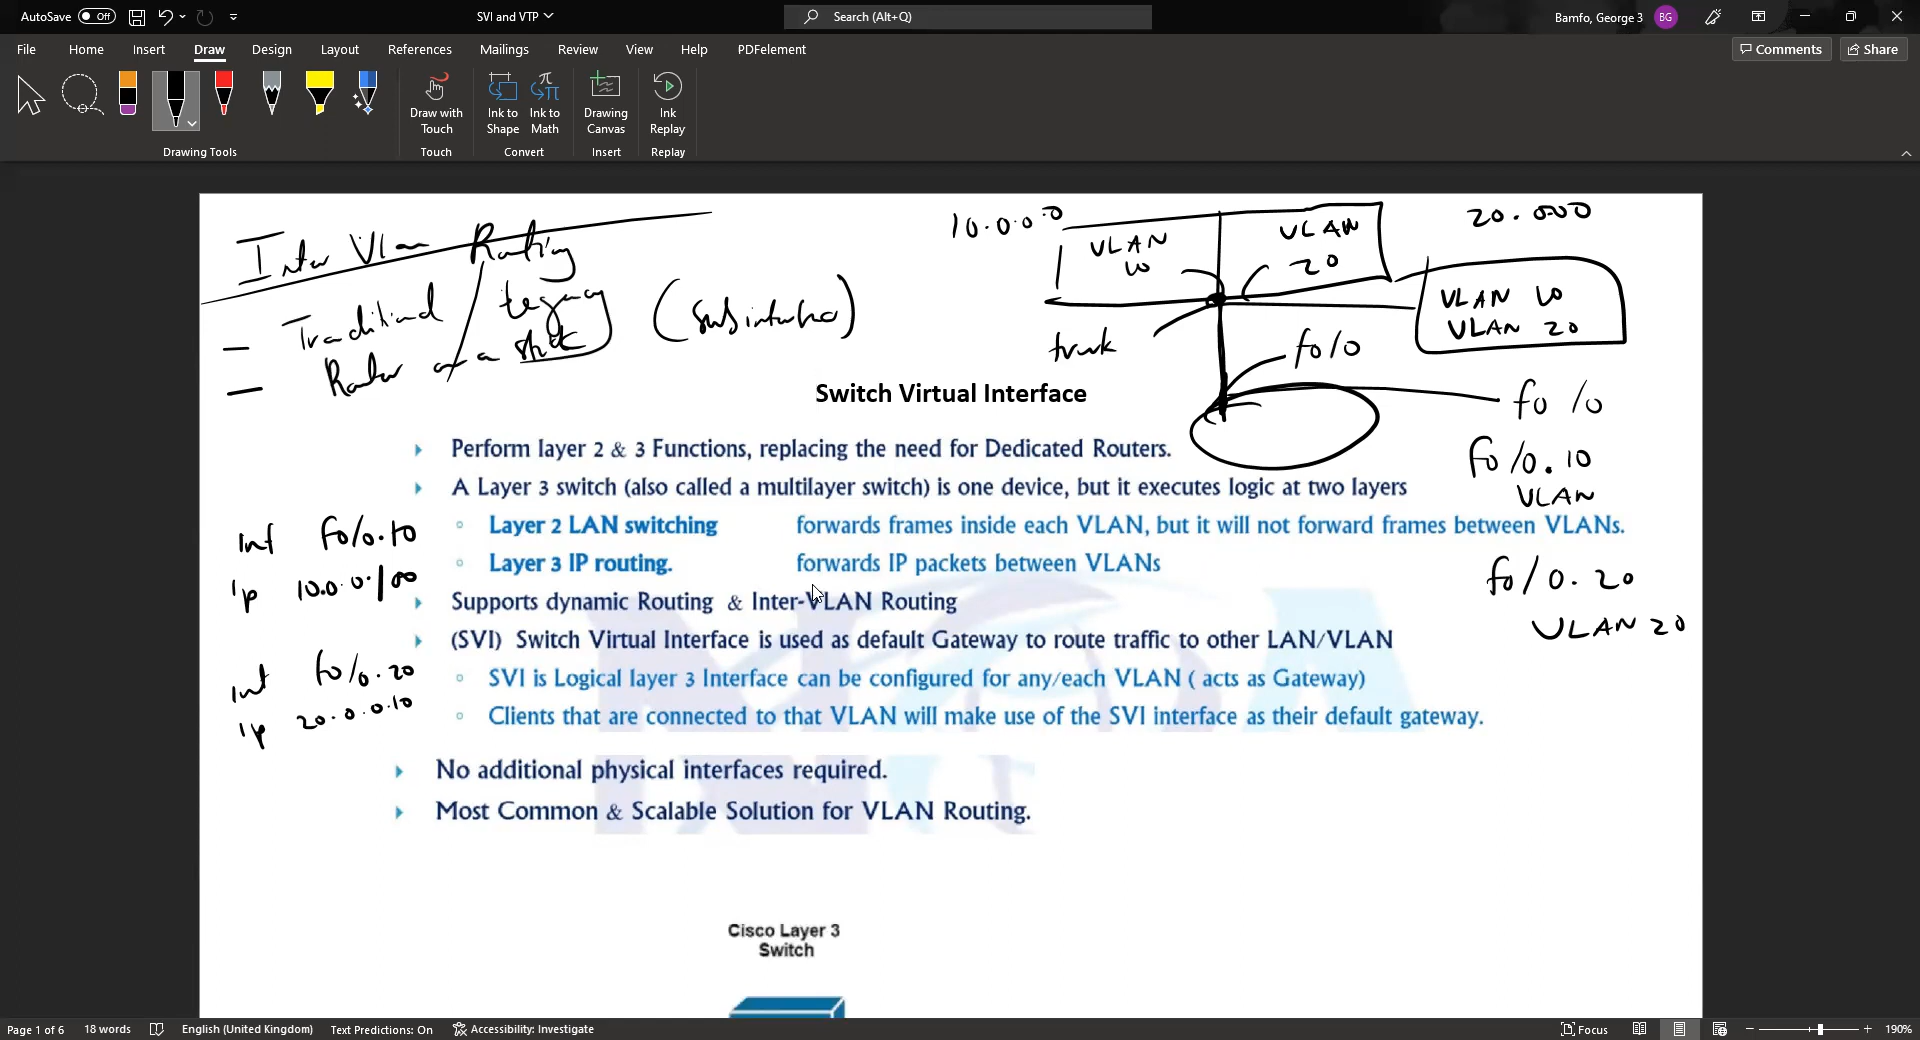 AutoSave Off
SVI and VTP
Search (Alt+Q)
Bamfo, George 3 BG
File Home Insert Draw Design Layout References Mailings Review View Help PDFelement
Comments Share
Draw with Touch
Ink to Shape
Ink to Math
Drawing Canvas
Ink Replay
Drawing Tools Touch Convert Insert Replay
Inter Vlan Routing
- Traditional / legacy
- Router on a stick
10.0.0.0
VLAN 10
VLAN 20
20.0.0.0
VLAN 10
VLAN 20
trunk
fo/0
fo/0
fo/0.10
VLAN
fo/0.20
VLAN 20
Switch Virtual Interface
Perform layer 2 & 3 Functions, replacing the need for Dedicated Routers.
A Layer 3 switch (also called a multilayer switch) is one device, but it executes logic at two layers
Layer 2 LAN switching forwards frames inside each VLAN, but it will not forward frames between VLANs.
Layer 3 IP routing. forwards IP packets between VLANs
Supports dynamic Routing & Inter-VLAN Routing
(SVI) Switch Virtual Interface is used as default Gateway to route traffic to other LAN/VLAN
SVI is Logical layer 3 Interface can be configured for any/each VLAN ( acts as Gateway)
Clients that are connected to that VLAN will make use of the SVI interface as their default gateway.
No additional physical interfaces required.
Most Common & Scalable Solution for VLAN Routing.
int fo/0.10
ip 10.0.0.100
int fo/0.20
ip 20.0.0.10
Cisco Layer 3
Switch
Page 1 of 6 18 words English (United Kingdom) Text Predictions: On Accessibility: Investigate
Focus 190%